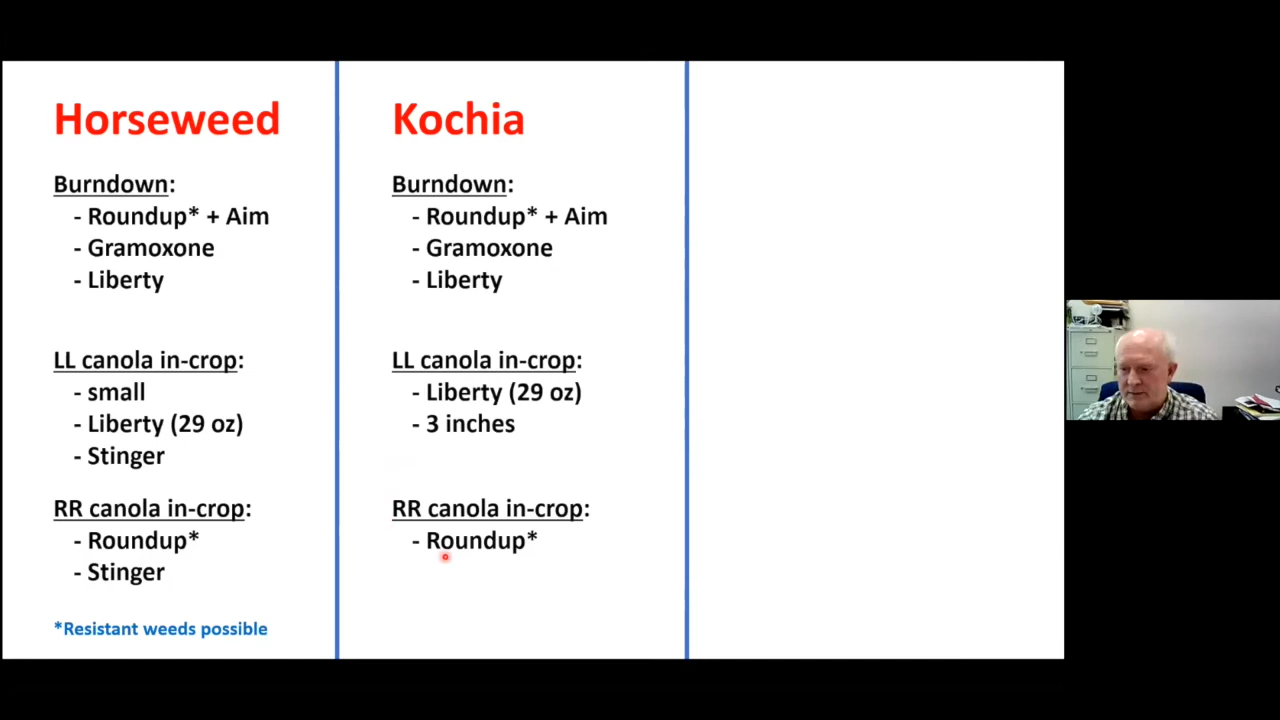 Horseweed
Burndown:
- Roundup* + Aim
- Gramoxone
- Liberty
LL canola in-crop:
- small
- Liberty (29 oz)
- Stinger
RR canola in-crop:
- Roundup*
- Stinger
*Resistant weeds possible
Kochia
Burndown:
- Roundup* + Aim
- Gramoxone
- Liberty
LL canola in-crop:
- Liberty (29 oz)
- 3 inches
RR canola in-crop:
- Roundup*